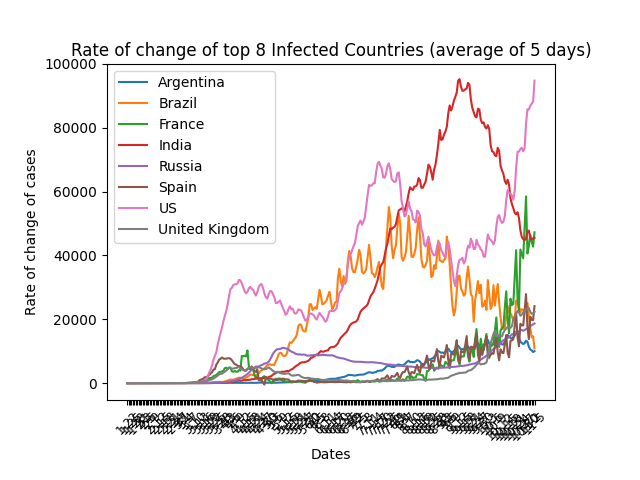 Rate of change of top 8 Infected Countries (average of 5 days)
100000
80000
60000
40000
20000
0
Rate of change of cases
Argentina
Brazil
France
India
Russia
Spain
US
United Kingdom
Dates